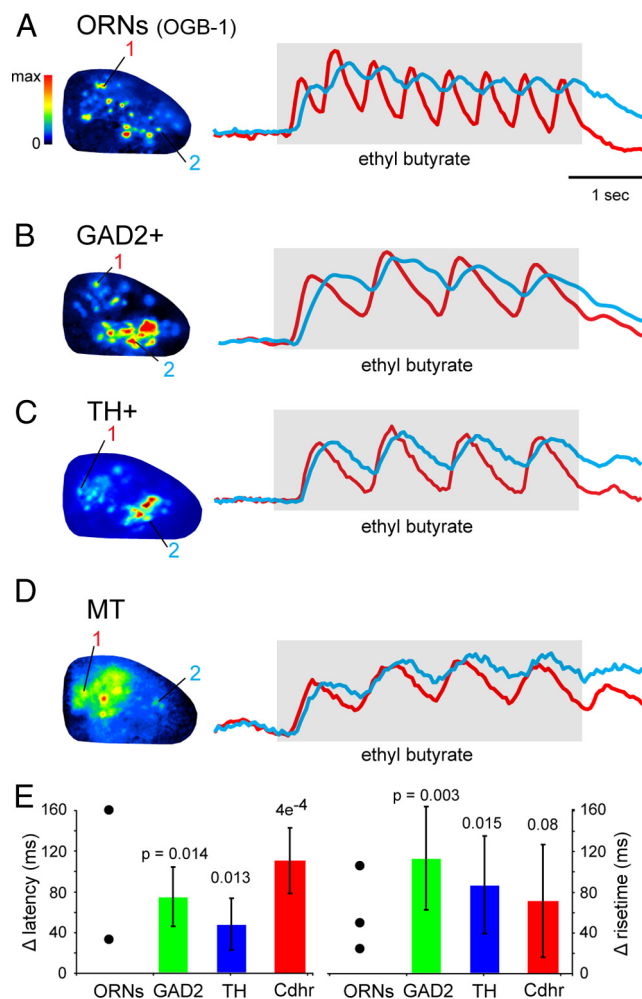 A
ORNs (OGB-1)
1
max
0
2
ethyl butyrate
1 sec
B
GAD2+
1
2
ethyl butyrate
C
TH+
1
2
ethyl butyrate
D
MT
1
2
ethyl butyrate
E
160
120
80
40
0
Δ latency (ms)
p = 0.014
0.013
4e-4
ORNs GAD2 TH Cdhr
p = 0.003
0.015
0.08
ORNs GAD2 TH Cdhr
160
120
80
40
0
Δ risetime (ms)